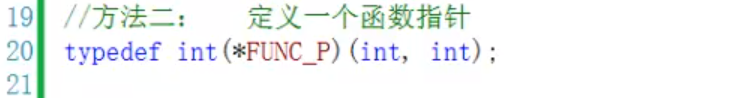 19 //方法二： 定义一个函数指针
20 typedef int(*FUNC_P)(int, int);
21